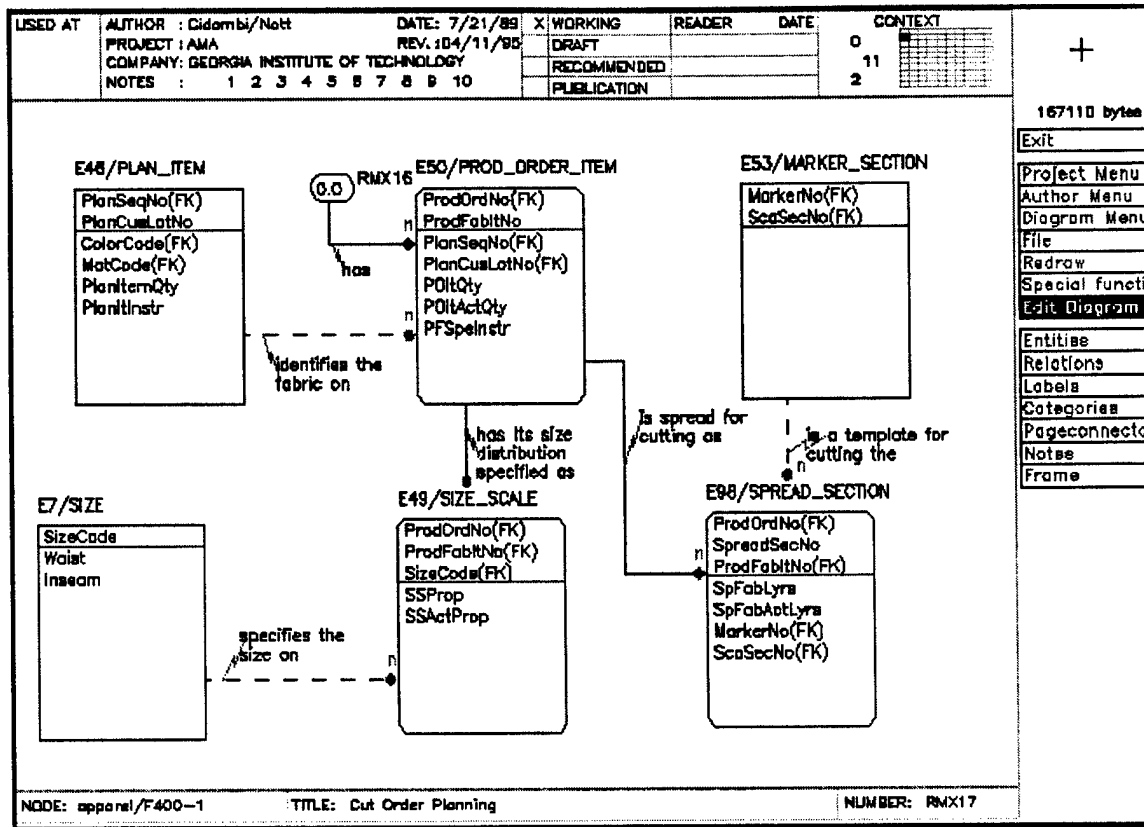 USED AT
AUTHOR : Cidambi/Nott
DATE: 7/21/89
X WORKING
READER
DATE
CONTEXT
PROJECT : AMA
REV.:04/11/95
DRAFT
0
COMPANY: GEORGIA INSTITUTE OF TECHNOLOGY
RECOMMENDED
11
NOTES : 1 2 3 4 5 6 7 8 9 10
PUBLICATION
2
167110 bytes
Exit
Project Menu
Author Menu
Diagram Menu
File
Redraw
Special functi
Edit Diagram
Entities
Relations
Labels
Categories
Pageconnecto
Notes
Frame
E46/PLAN_ITEM
PlanSeqNo(FK)
PlanCusLotNo
ColorCode(FK)
MatCode(FK)
PlanItemQty
PlanItInstr
0.0
RMX16
n
has
E50/PROD_ORDER_ITEM
ProdOrdNo(FK)
ProdFabItNo
PlanSeqNo(FK)
PlanCusLotNo(FK)
POItQty
POItActQty
PFSpeInstr
n
identifies the
fabric on
E53/MARKER_SECTION
MarkerNo(FK)
ScaSecNo(FK)
has its size
distribution
specified as
Is spread for
cutting as
is a template for
cutting the
n
E7/SIZE
SizeCode
Waist
Inseam
specifies the
size on
n
E49/SIZE_SCALE
ProdOrdNo(FK)
ProdFabItNo(FK)
SizeCode(FK)
SSProp
SSActProp
n
E98/SPREAD_SECTION
ProdOrdNo(FK)
SpreadSecNo
ProdFabItNo(FK)
SpFabLyrs
SpFabActLyrs
MarkerNo(FK)
ScaSecNo(FK)
NODE: apparel/F400-1
TITLE: Cut Order Planning
NUMBER: RMX17